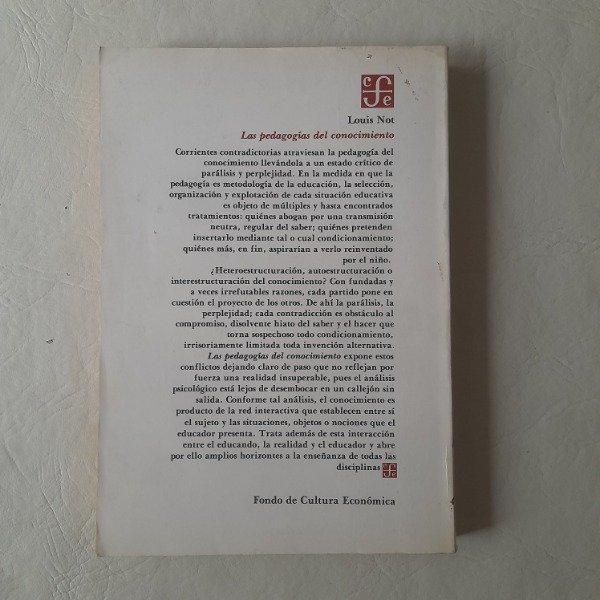 cfe
Louis Not
Las pedagogías del conocimiento
Corrientes contradictorias atraviesan la pedagogía del
conocimiento llevándola a un estado crítico de
parálisis y perplejidad. En la medida en que la
pedagogía es metodología de la educación, la selección,
organización y explotación de cada situación educativa
es objeto de múltiples y hasta encontrados
tratamientos: quiénes abogan por una transmisión
neutra, regular del saber; quiénes pretenden
insertarlo mediante tal o cual condicionamiento;
quiénes más, en fin, aspirarían a verlo reinventado
por el niño.
¿Heteroestructuración, autoestructuración o
interestructuración del conocimiento? Con fundadas y
a veces irrefutables razones, cada partido pone en
cuestión el proyecto de los otros. De ahí la parálisis, la
perplejidad; cada contradicción es obstáculo al
compromiso, disolvente hiato del saber y el hacer que
torna sospechoso todo condicionamiento,
irrisoriamente limitada toda invención alternativa.
Las pedagogías del conocimiento expone estos
conflictos dejando claro de paso que no reflejan por
fuerza una realidad insuperable, pues el análisis
psicológico está lejos de desembocar en un callejón sin
salida. Conforme tal análisis, el conocimiento es
producto de la red interactiva que establecen entre sí
el sujeto y las situaciones, objetos o nociones que el
educador presenta. Trata además de esta interacción
entre el educando, la realidad y el educador y abre
por ello amplios horizontes a la enseñanza de todas las
disciplinas cfe
Fondo de Cultura Económica